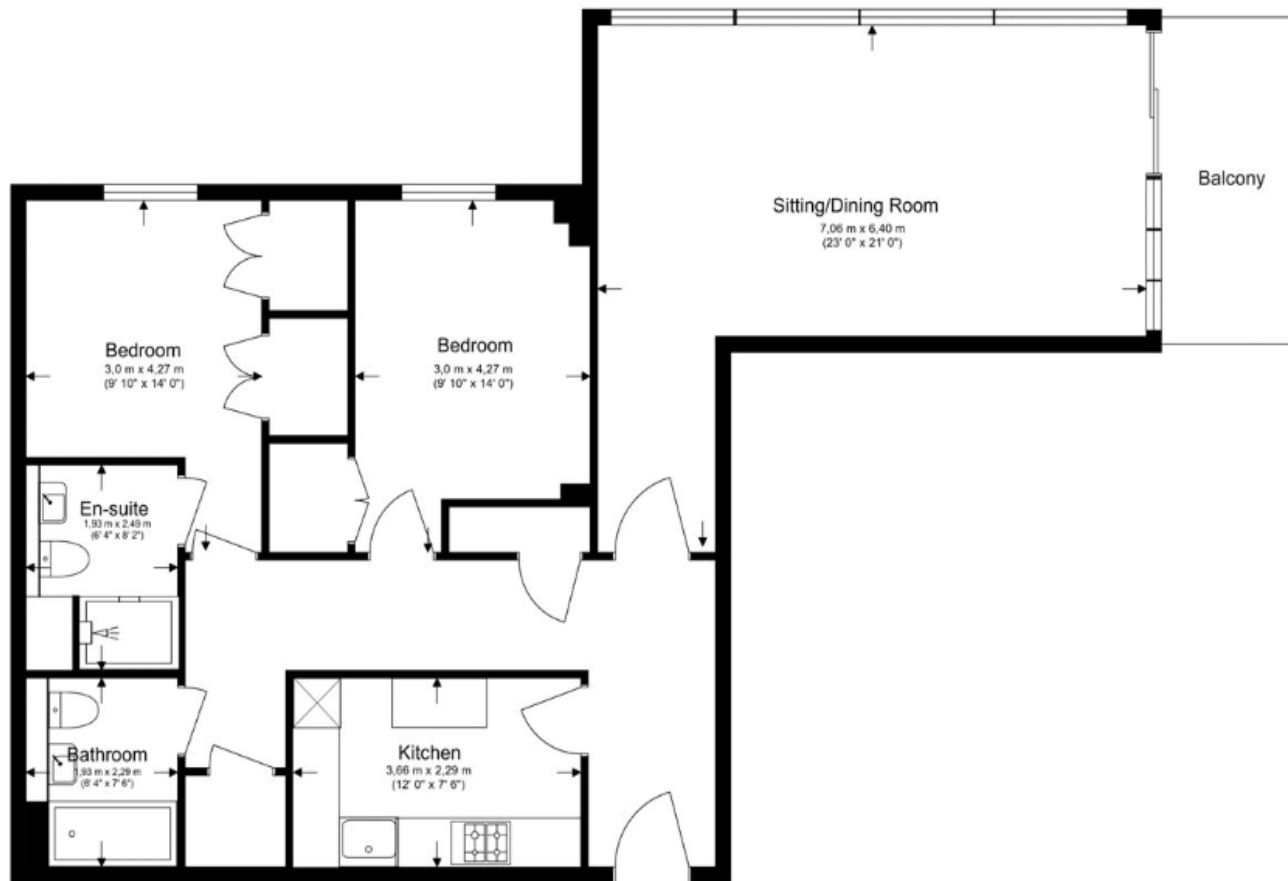 Balcony
Sitting/Dining Room
7,06 m x 6,40 m
(23' 0" x 21' 0")
Bedroom
3,0 m x 4,27 m
(9' 10" x 14' 0")
Bedroom
3,0 m x 4,27 m
(9' 10" x 14' 0")
En-suite
1,93 m x 2,49 m
(6' 4" x 8' 2")
Bathroom
1,93 m x 2,29 m
(6' 4" x 7' 6")
Kitchen
3,66 m x 2,29 m
(12' 0" x 7' 6")